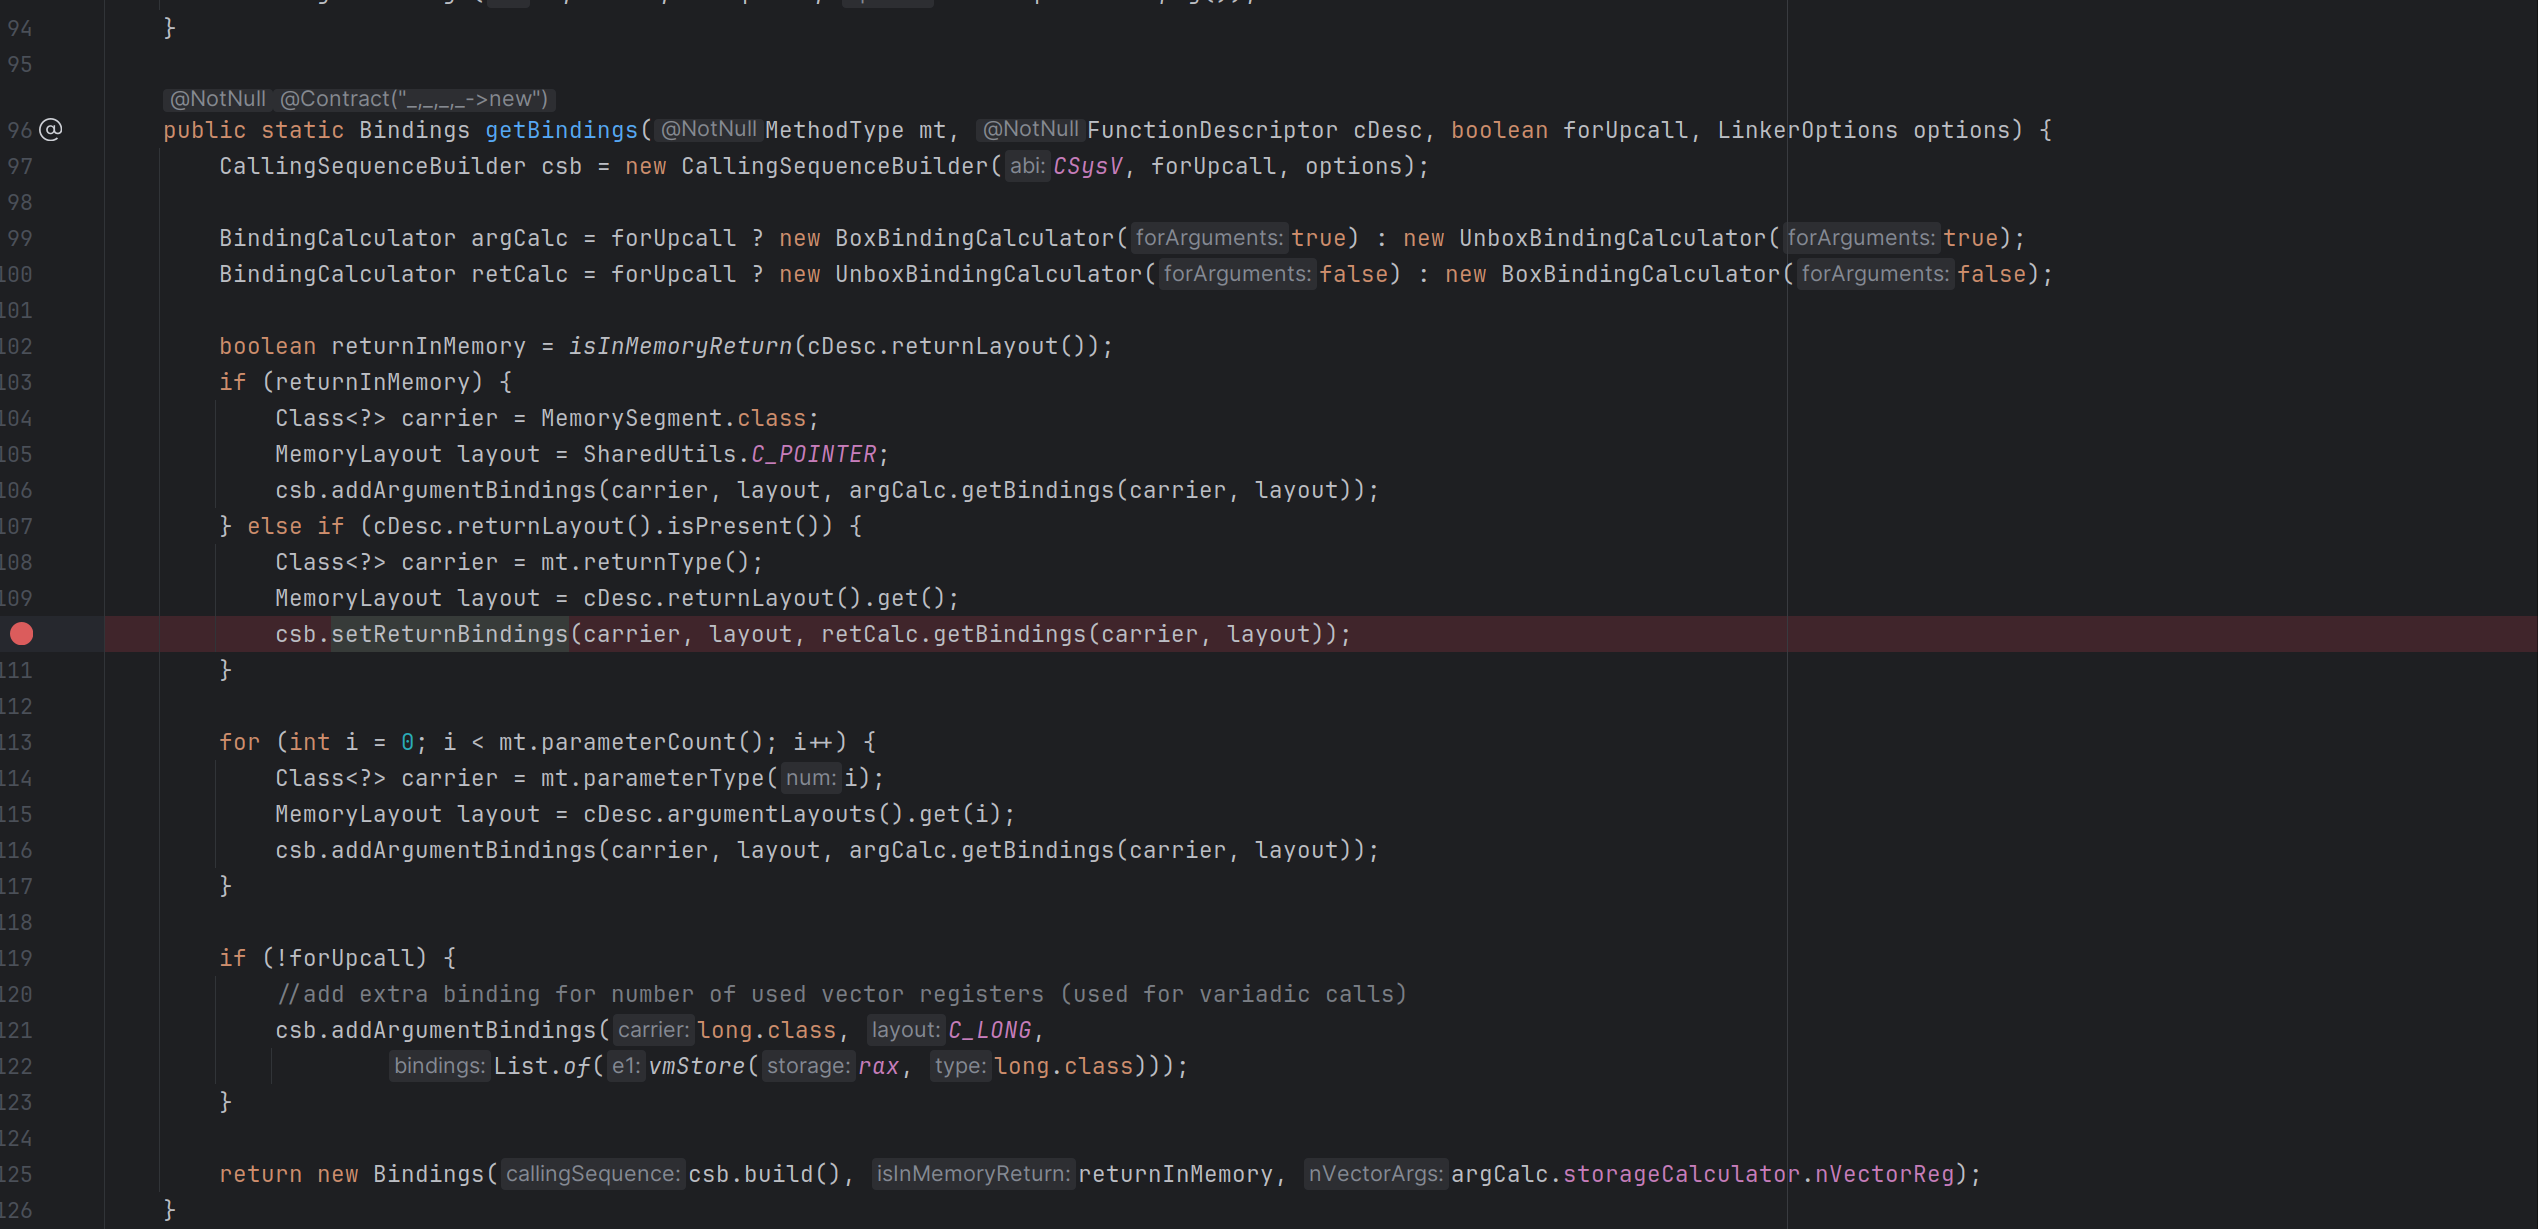 94 }
95
@NotNull @Contract("_,_,_,_->new")
96 @ public static Bindings getBindings( @NotNull MethodType mt, @NotNull FunctionDescriptor cDesc, boolean forUpcall, LinkerOptions options) {
97 CallingSequenceBuilder csb = new CallingSequenceBuilder( abi: CSysV, forUpcall, options);
98
99 BindingCalculator argCalc = forUpcall ? new BoxBindingCalculator( forArguments: true) : new UnboxBindingCalculator( forArguments: true);
100 BindingCalculator retCalc = forUpcall ? new UnboxBindingCalculator( forArguments: false) : new BoxBindingCalculator( forArguments: false);
101
102 boolean returnInMemory = isInMemoryReturn(cDesc.returnLayout());
103 if (returnInMemory) {
104 Class<?> carrier = MemorySegment.class;
105 MemoryLayout layout = SharedUtils.C_POINTER;
106 csb.addArgumentBindings(carrier, layout, argCalc.getBindings(carrier, layout));
107 } else if (cDesc.returnLayout().isPresent()) {
108 Class<?> carrier = mt.returnType();
109 MemoryLayout layout = cDesc.returnLayout().get();
csb.setReturnBindings(carrier, layout, retCalc.getBindings(carrier, layout));
111 }
112
113 for (int i = 0; i < mt.parameterCount(); i++) {
114 Class<?> carrier = mt.parameterType( num: i);
115 MemoryLayout layout = cDesc.argumentLayouts().get(i);
116 csb.addArgumentBindings(carrier, layout, argCalc.getBindings(carrier, layout));
117 }
118
119 if (!forUpcall) {
120 //add extra binding for number of used vector registers (used for variadic calls)
121 csb.addArgumentBindings( carrier: long.class, layout: C_LONG,
122 bindings: List.of( e1: vmStore( storage: rax, type: long.class)));
123 }
124
125 return new Bindings( callingSequence: csb.build(), isInMemoryReturn: returnInMemory, nVectorArgs: argCalc.storageCalculator.nVectorReg);
126 }